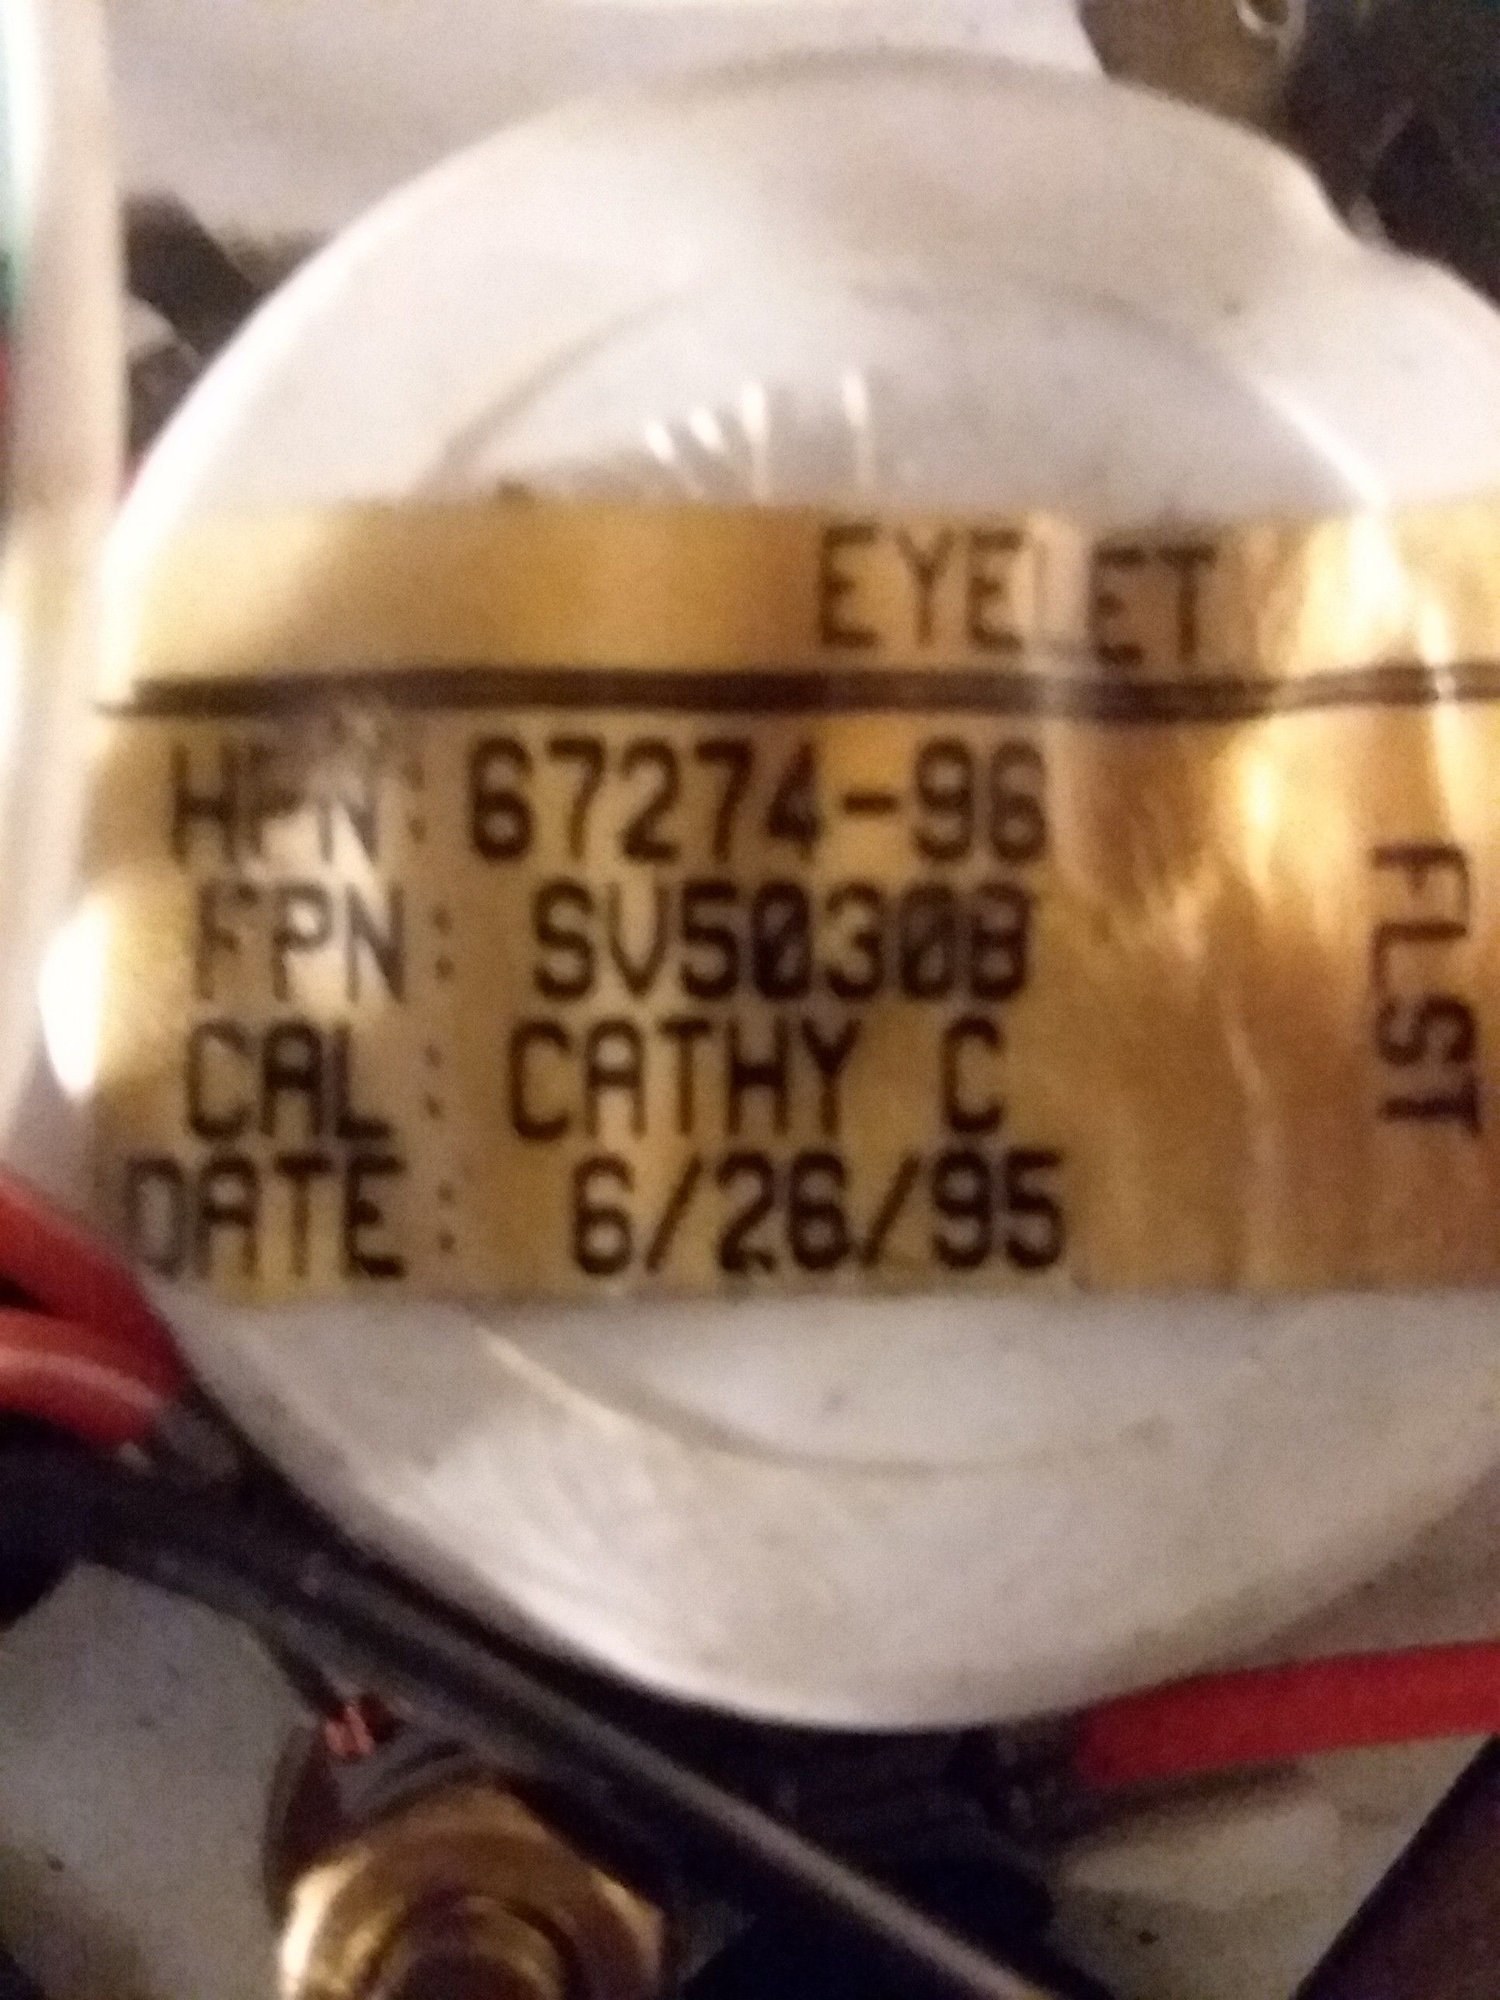 EYELET
HPN: 67274-96
FPN: SV5030B
CAL: CATHY C
DATE: 6/26/95
FLST